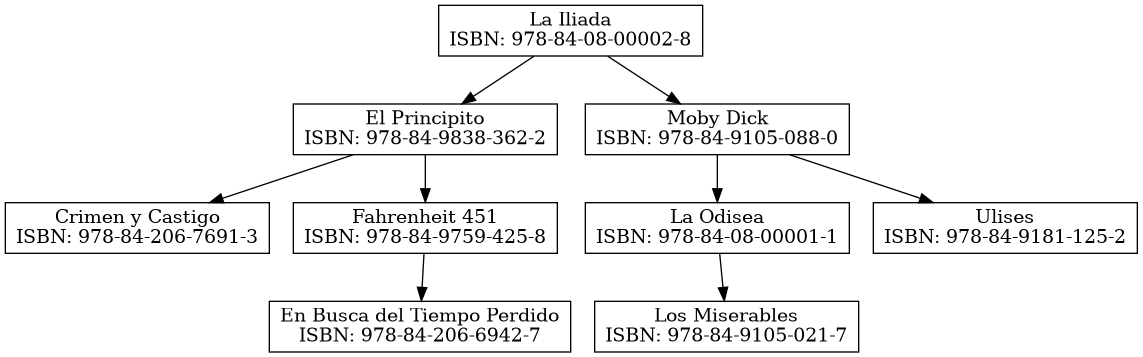 La Iliada
ISBN: 978-84-08-00002-8
El Principito
ISBN: 978-84-9838-362-2
Moby Dick
ISBN: 978-84-9105-088-0
Crimen y Castigo
ISBN: 978-84-206-7691-3
Fahrenheit 451
ISBN: 978-84-9759-425-8
La Odisea
ISBN: 978-84-08-00001-1
Ulises
ISBN: 978-84-9181-125-2
En Busca del Tiempo Perdido
ISBN: 978-84-206-6942-7
Los Miserables
ISBN: 978-84-9105-021-7